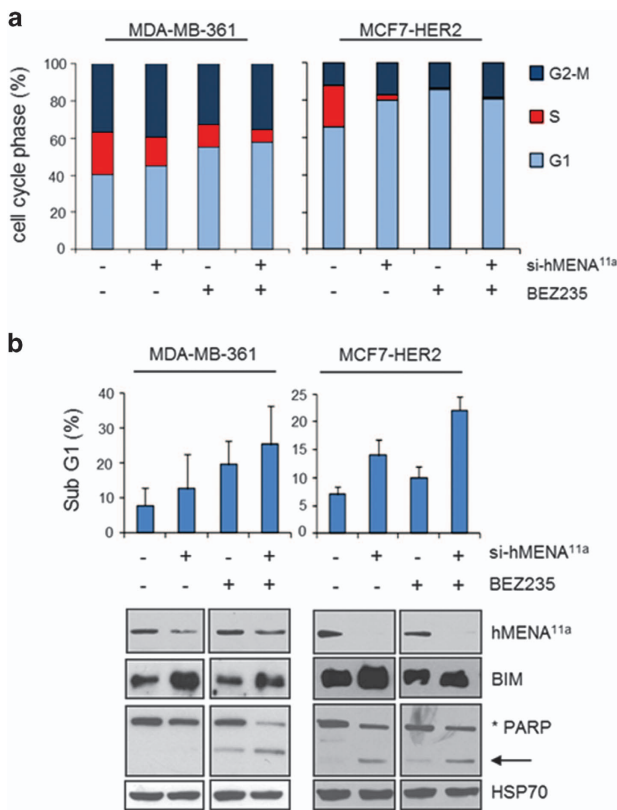 a
MDA-MB-361 MCF7-HER2
cell cycle phase (%)
100
80
60
40
20
0
G2-M
S
G1
- + - + - + - + si-hMENA11a
- - + + - - + + BEZ235
b
MDA-MB-361 MCF7-HER2
Sub G1 (%)
40
30
20
10
0
25
20
15
10
5
0
- + - + - + - + si-hMENA11a
- - + + - - + + BEZ235
hMENA11a
BIM
* PARP
HSP70